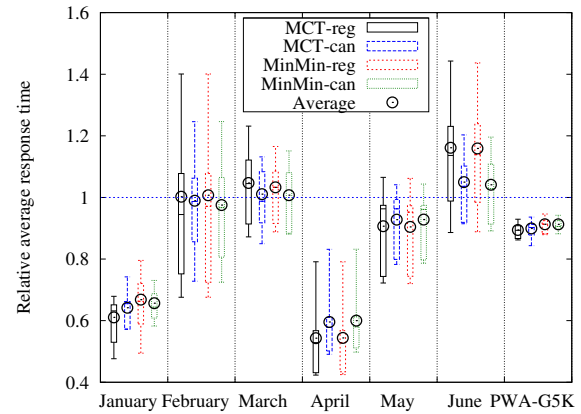 1.6
1.4
1.2
1
0.8
0.6
0.4
Relative average response time
MCT-reg
MCT-can
MinMin-reg
MinMin-can
Average
January February March April May June PWA-G5K